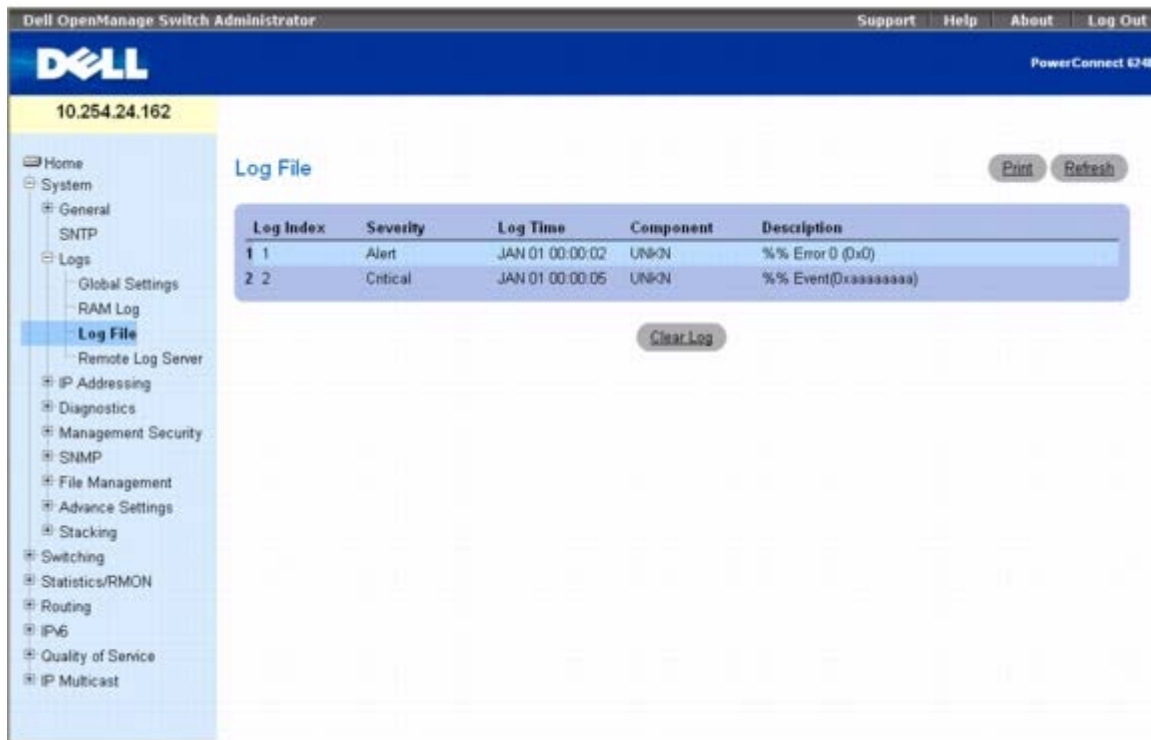 Dell OpenManage Switch Administrator Support Help About Log Out
DELL
PowerConnect 6248
10.254.24.162
Home
System
General
SNTP
Logs
Global Settings
RAM Log
Log File
Remote Log Server
IP Addressing
Diagnostics
Management Security
SNMP
File Management
Advance Settings
Stacking
Switching
Statistics/RMON
Routing
IPv6
Quality of Service
IP Multicast
Log File
Print Refresh
Log Index Severity Log Time Component Description
1 1 Alert JAN 01 00:00:02 UNKN %% Error 0 (0x0)
2 2 Critical JAN 01 00:00:05 UNKN %% Event(0xaaaaaaaa)
Clear Log